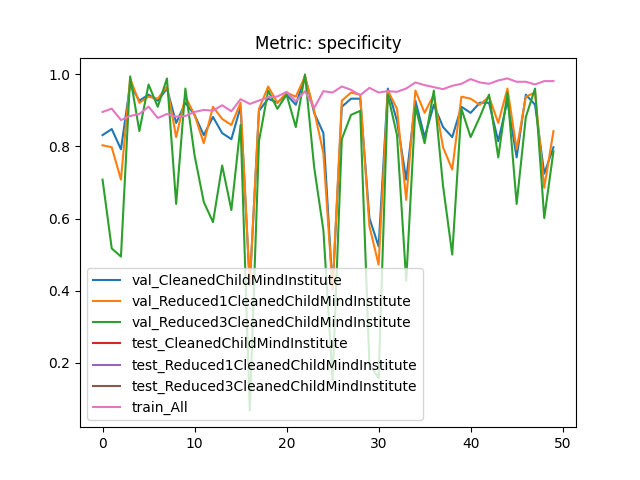 Metric: specificity
1.0
0.8
0.6
0.4
0.2
val_CleanedChildMindInstitute
val_Reduced1CleanedChildMindInstitute
val_Reduced3CleanedChildMindInstitute
test_CleanedChildMindInstitute
test_Reduced1CleanedChildMindInstitute
test_Reduced3CleanedChildMindInstitute
train_All
0 10 20 30 40 50